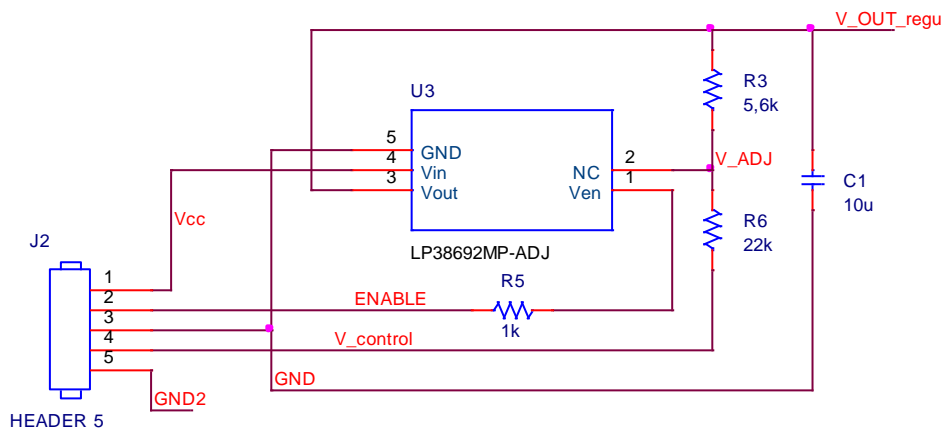 V_OUT_regu
R3
5,6k
U3
5
GND
4
Vin
3
Vout
NC
2
Ven
1
V_ADJ
C1
10u
Vcc
R6
22k
LP38692MP-ADJ
J2
R5
1
2
ENABLE
1k
3
4
V_control
5
GND
GND2
HEADER 5